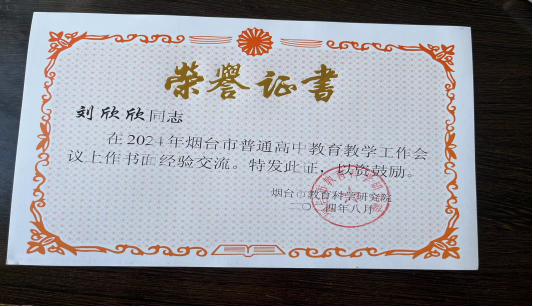 荣誉证书
刘欣欣同志
在2024年烟台市普通高中教育教学工作会
议上作书面经验交流。特发此证，以资鼓励。
烟台市教育科学研究院
二〇二四年八月